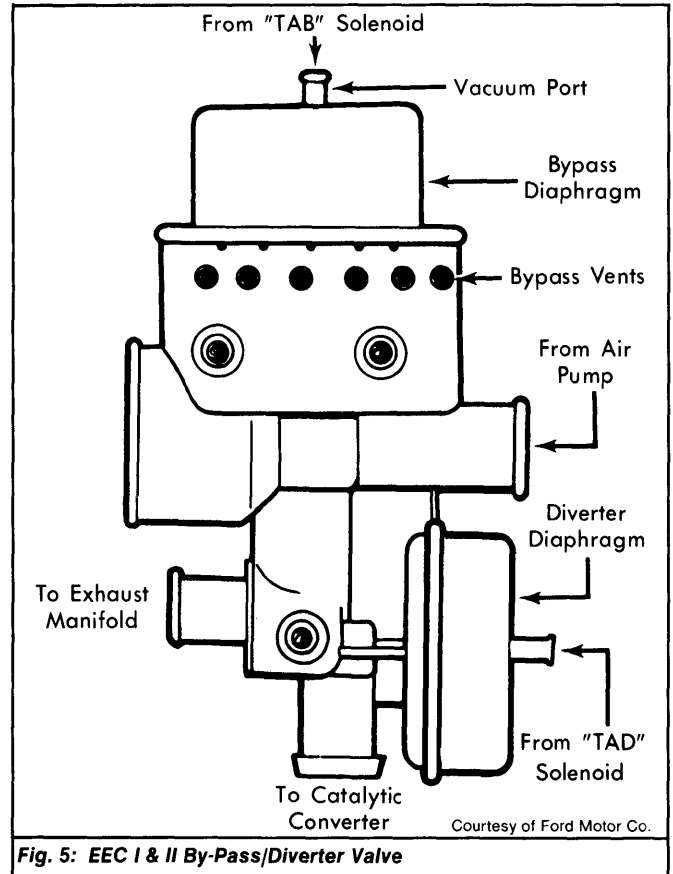 From "TAB" Solenoid
Vacuum Port
Bypass
Diaphragm
Bypass Vents
From Air
Pump
Diverter
Diaphragm
To Exhaust
Manifold
From "TAD"
Solenoid
To Catalytic
Converter
Courtesy of Ford Motor Co.
Fig. 5: EEC I & II By-Pass/Diverter Valve